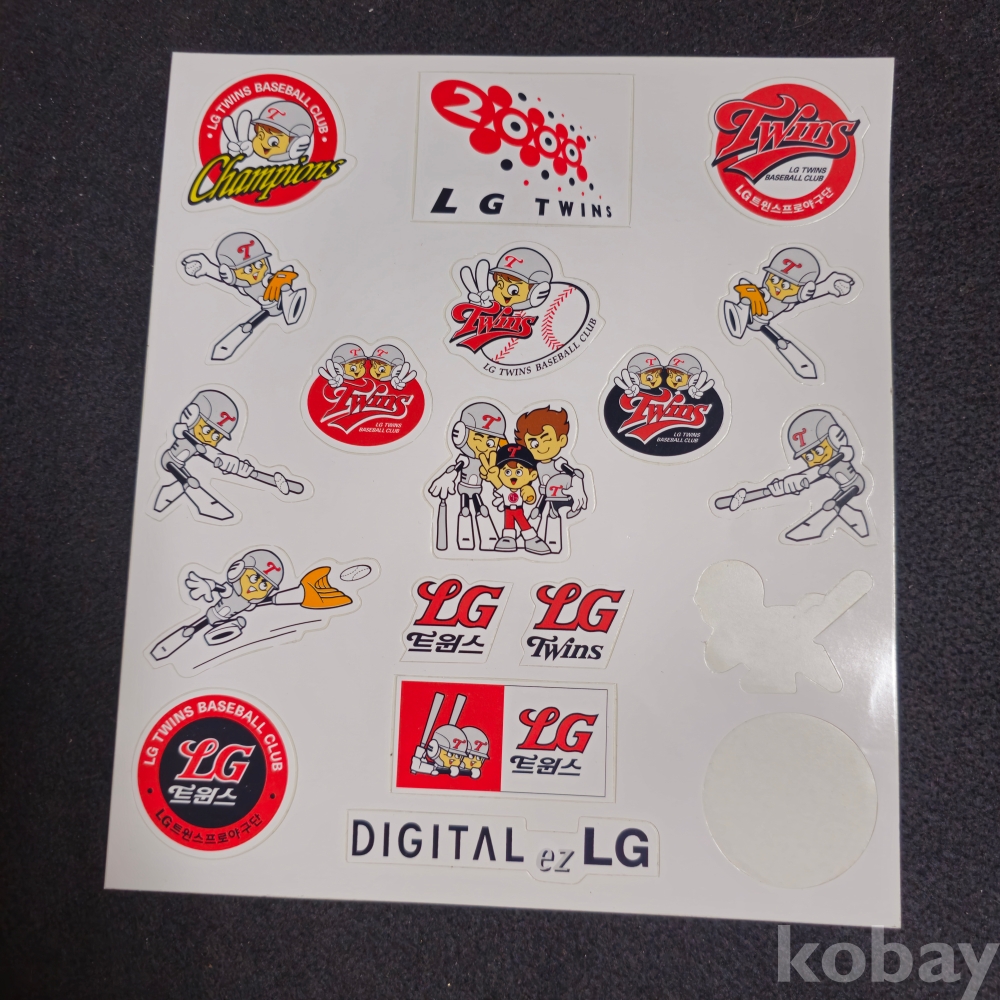 LG TWINS BASEBALL CLUB
T
Champions
2000
LG TWINS
Twins
LG TWINS
BASEBALL CLUB
LG트윈스프로야구단
T
T
Twins
LG TWINS BASEBALL CLUB
T
T T
Twins
LG TWINS
BASEBALL CLUB
T T
Twins
LG TWINS
BASEBALL CLUB
T
T
T
T
T
T
LG
트윈스
LG
Twins
LG TWINS BASEBALL CLUB
LG
트윈스
LG트윈스프로야구단
T T
LG
트윈스
DIGITAL ez LG
kobay